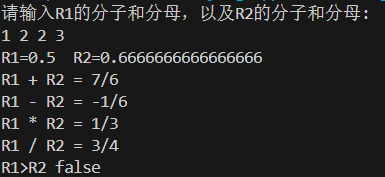 请输入R1的分子和分母，以及R2的分子和分母：
1 2 2 3
R1=0.5  R2=0.6666666666666666
R1 + R2 = 7/6
R1 - R2 = -1/6
R1 * R2 = 1/3
R1 / R2 = 3/4
R1>R2 false